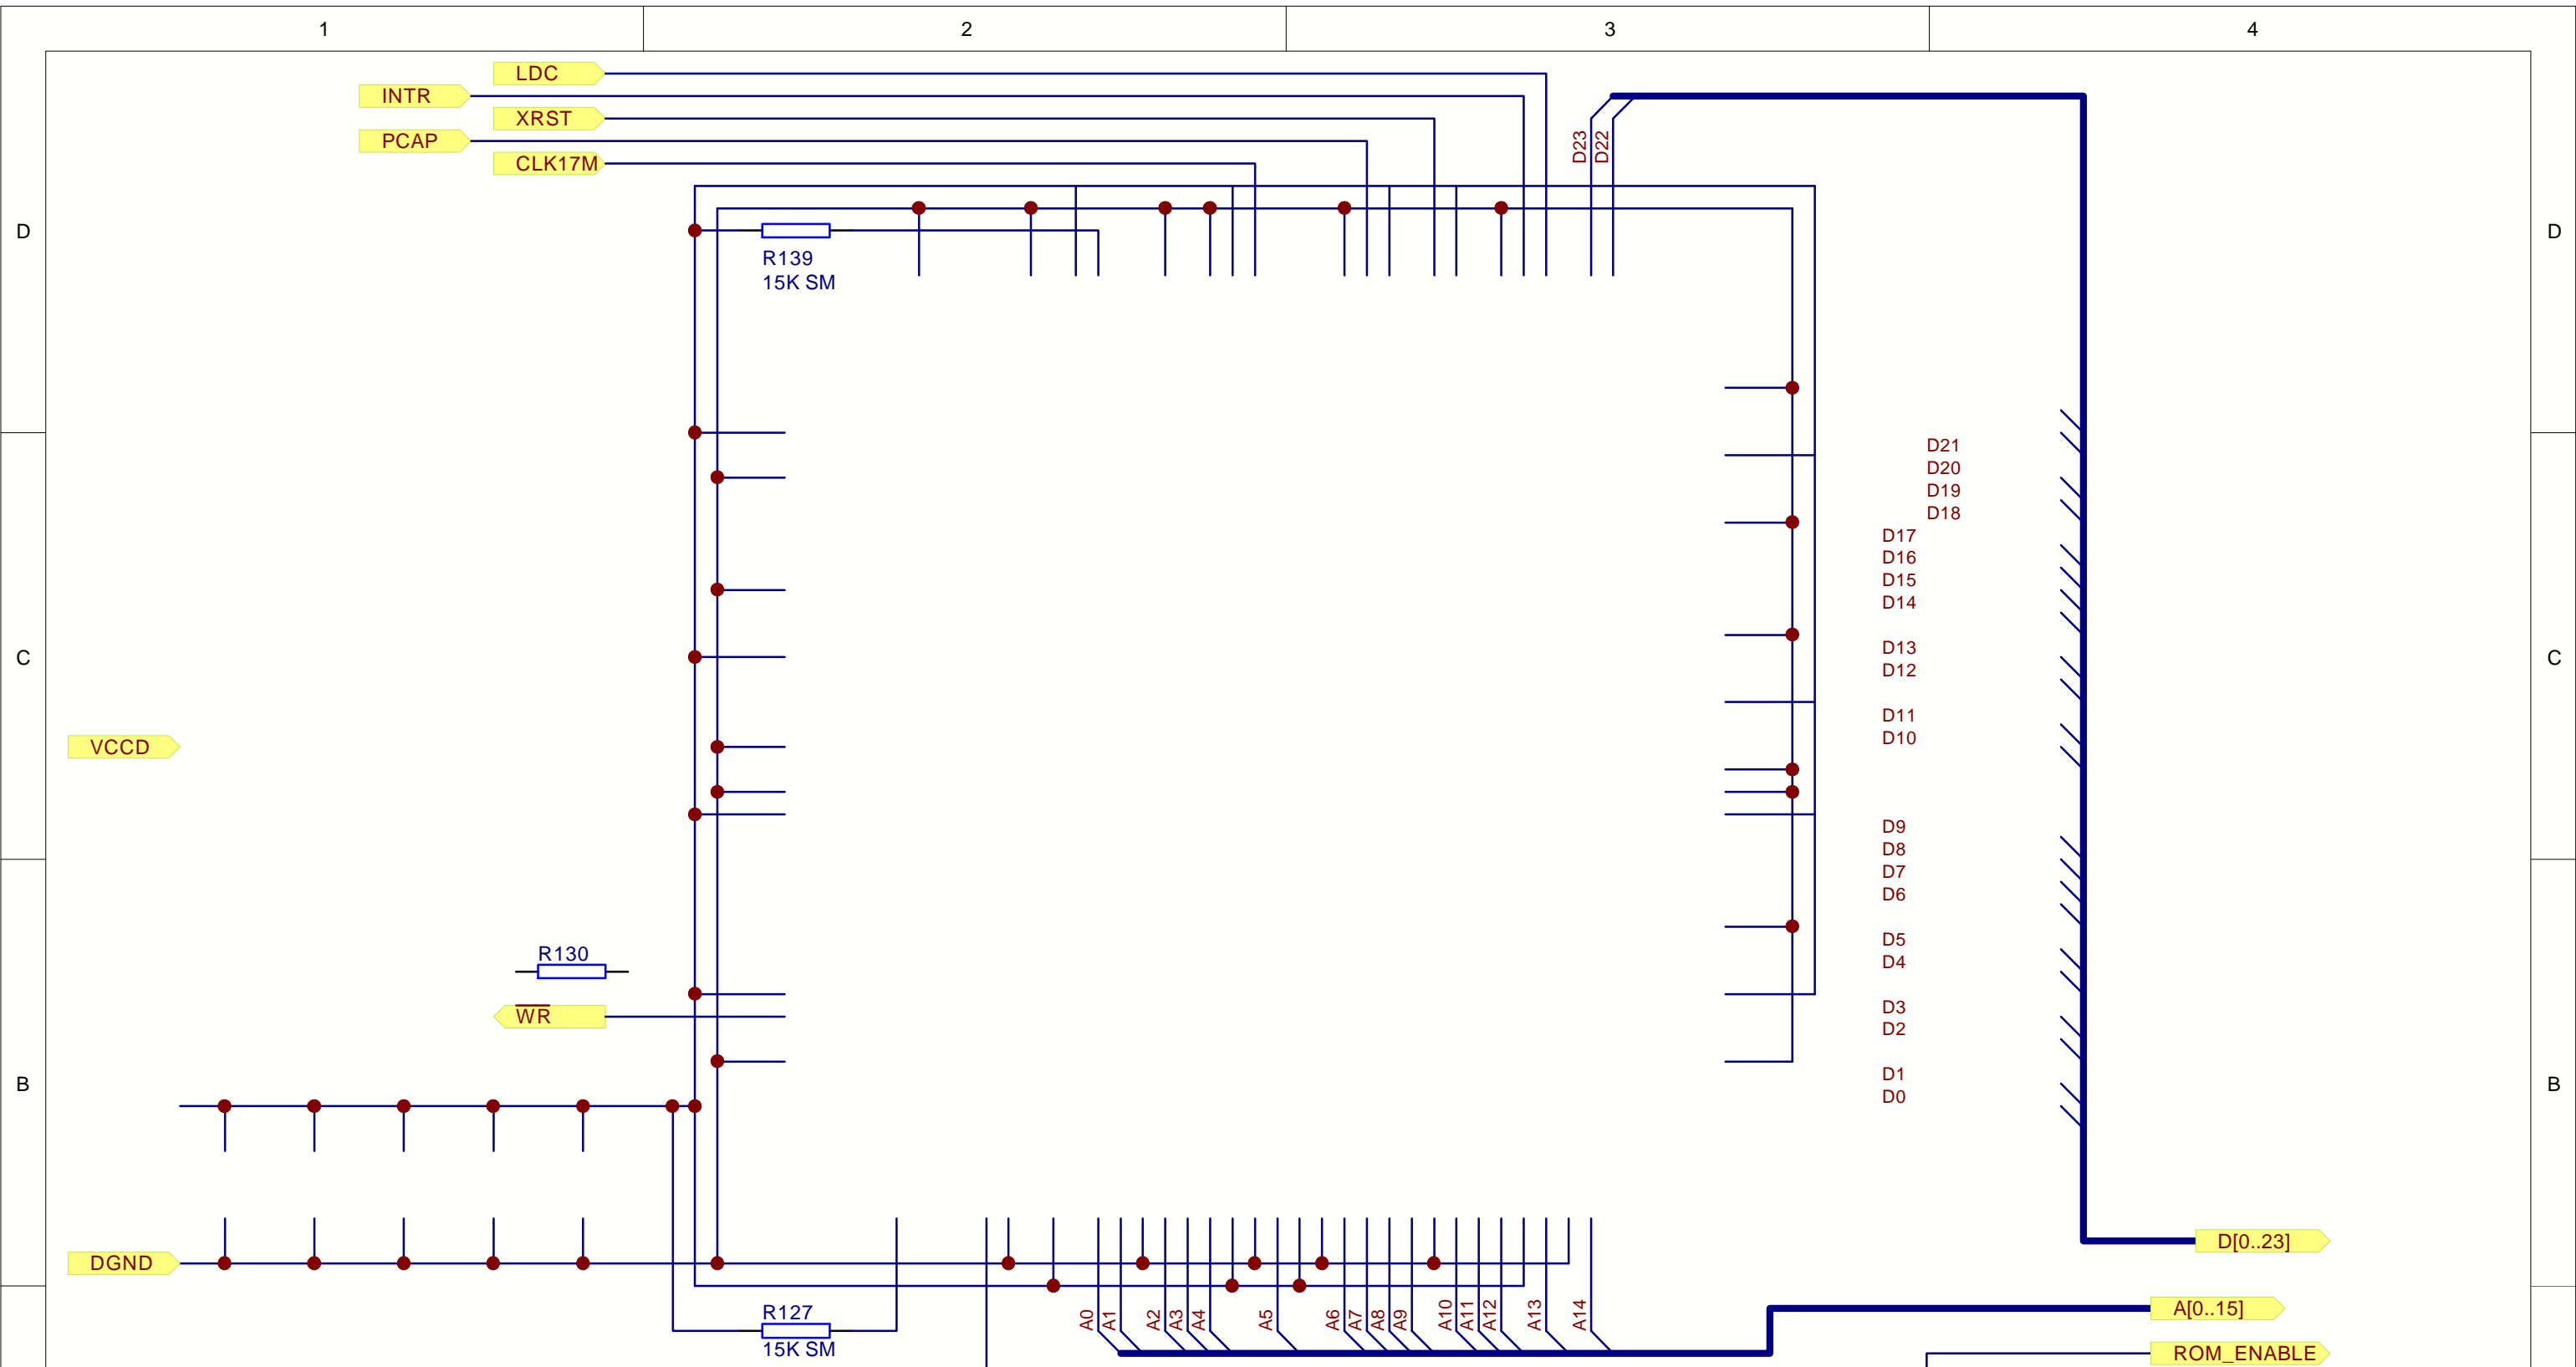 1
2
3
4
LDC
INTR
XRST
PCAP
CLK17M
D23
D22
D
D
R139
15K SM
D21
D20
D19
D18
D17
D16
D15
D14
C
C
D13
D12
D11
D10
VCCD
D9
D8
D7
D6
R130
D5
D4
WR
D3
D2
B
B
D1
D0
DGND
D[0..23]
R127
15K SM
A0
A1
A2
A3
A4
A5
A6
A7
A8
A9
A10
A11
A12
A13
A14
A[0..15]
ROM_ENABLE